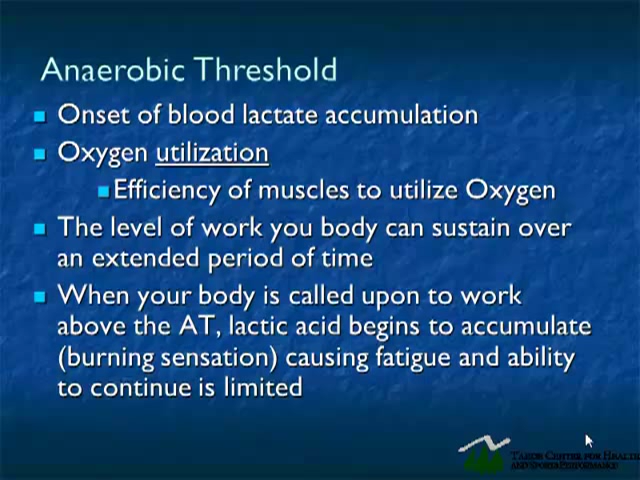 Anaerobic Threshold
Onset of blood lactate accumulation
Oxygen utilization
Efficiency of muscles to utilize Oxygen
The level of work you body can sustain over
an extended period of time
When your body is called upon to work
above the AT, lactic acid begins to accumulate
(burning sensation) causing fatigue and ability
to continue is limited
Tabor Center for Health
and Sports Performance